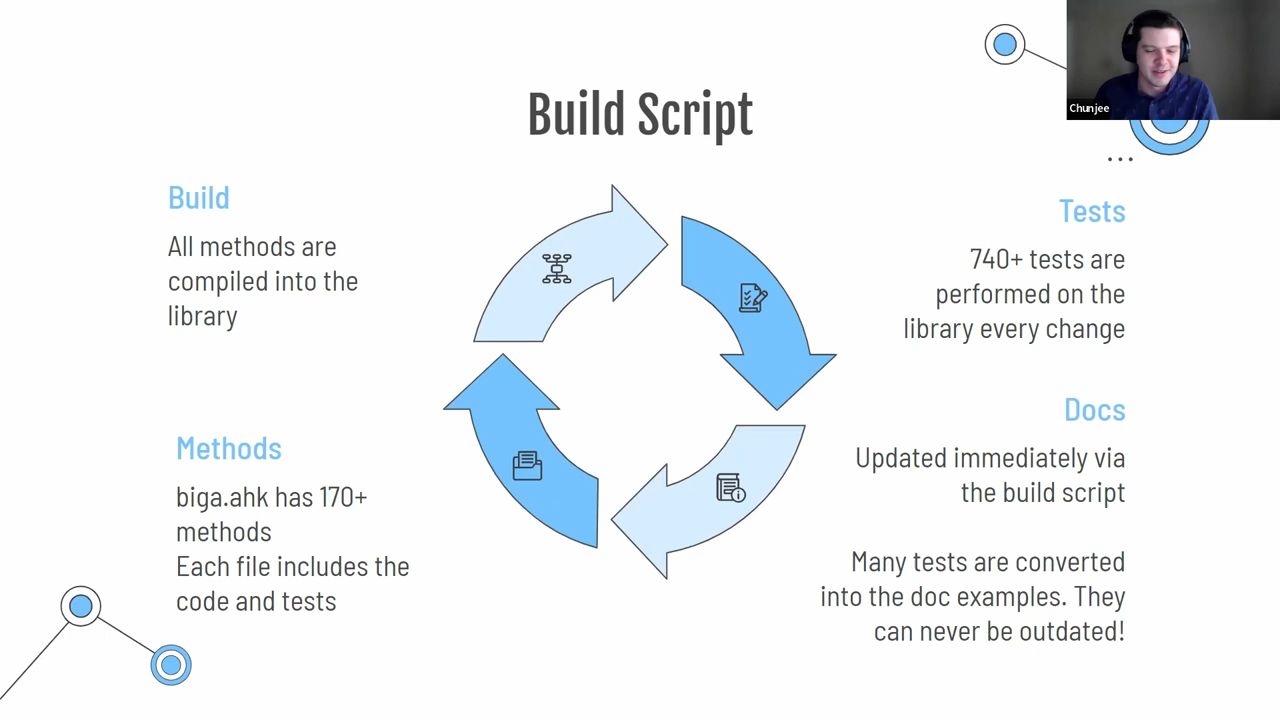 Chunjee
Build Script
...
Build
All methods are
compiled into the
library
Tests
740+ tests are
performed on the
library every change
Methods
biga.ahk has 170+
methods
Each file includes the
code and tests
Docs
Updated immediately via
the build script
Many tests are converted
into the doc examples. They
can never be outdated!